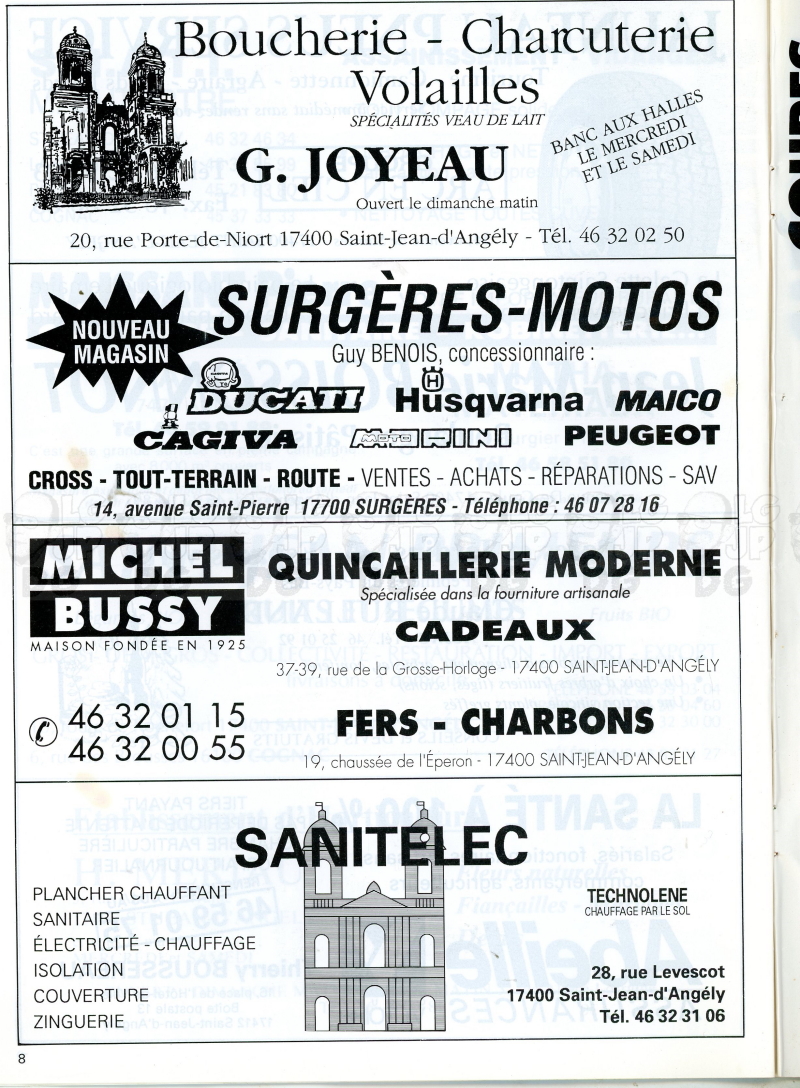 Boucherie - Charcuterie
Volailles
SPÉCIALITÉS VEAU DE LAIT
BANC AUX HALLES
LE MERCREDI
ET LE SAMEDI
G. JOYEAU
Ouvert le dimanche matin
20, rue Porte-de-Niort 17400 Saint-Jean-d'Angély - Tél. 46 32 02 50
NOUVEAU
MAGASIN
SURGÈRES-MOTOS
Guy BENOIS, concessionnaire :
DUCATI Husqvarna MAICO
CAGIVA MOTO MORINI PEUGEOT
CROSS - TOUT-TERRAIN - ROUTE - VENTES - ACHATS - RÉPARATIONS - SAV
14, avenue Saint-Pierre 17700 SURGÈRES - Téléphone : 46 07 28 16
MICHEL
BUSSY
MAISON FONDÉE EN 1925
46 32 01 15
46 32 00 55
QUINCAILLERIE MODERNE
Spécialisée dans la fourniture artisanale
CADEAUX
37-39, rue de la Grosse-Horloge - 17400 SAINT-JEAN-D'ANGÉLY
FERS - CHARBONS
19, chaussée de l'Éperon - 17400 SAINT-JEAN-D'ANGÉLY
SANITELEC
PLANCHER CHAUFFANT
SANITAIRE
ÉLECTRICITÉ - CHAUFFAGE
ISOLATION
COUVERTURE
ZINGUERIE
TECHNOLENE
CHAUFFAGE PAR LE SOL
28, rue Levescot
17400 Saint-Jean-d'Angély
Tél. 46 32 31 06
8